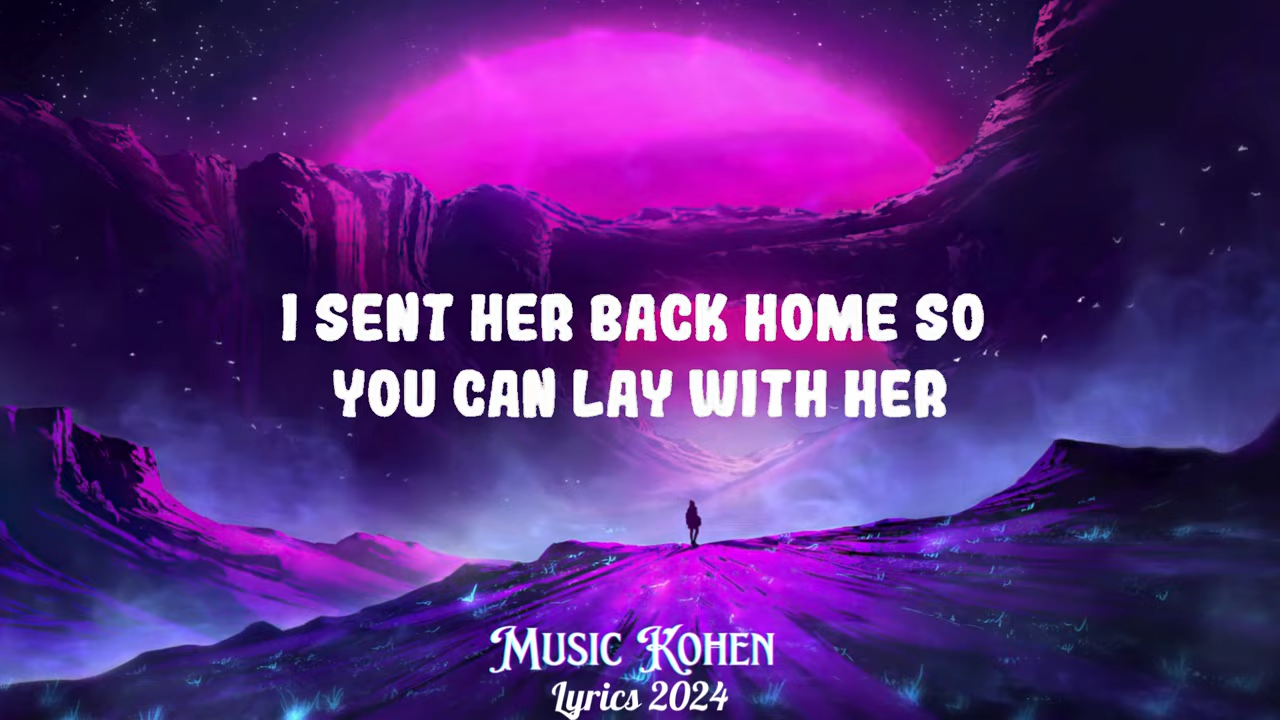 I SENT HER BACK HOME SO
YOU CAN LAY WITH HER
MUSIC KOHEN
Lyrics 2024